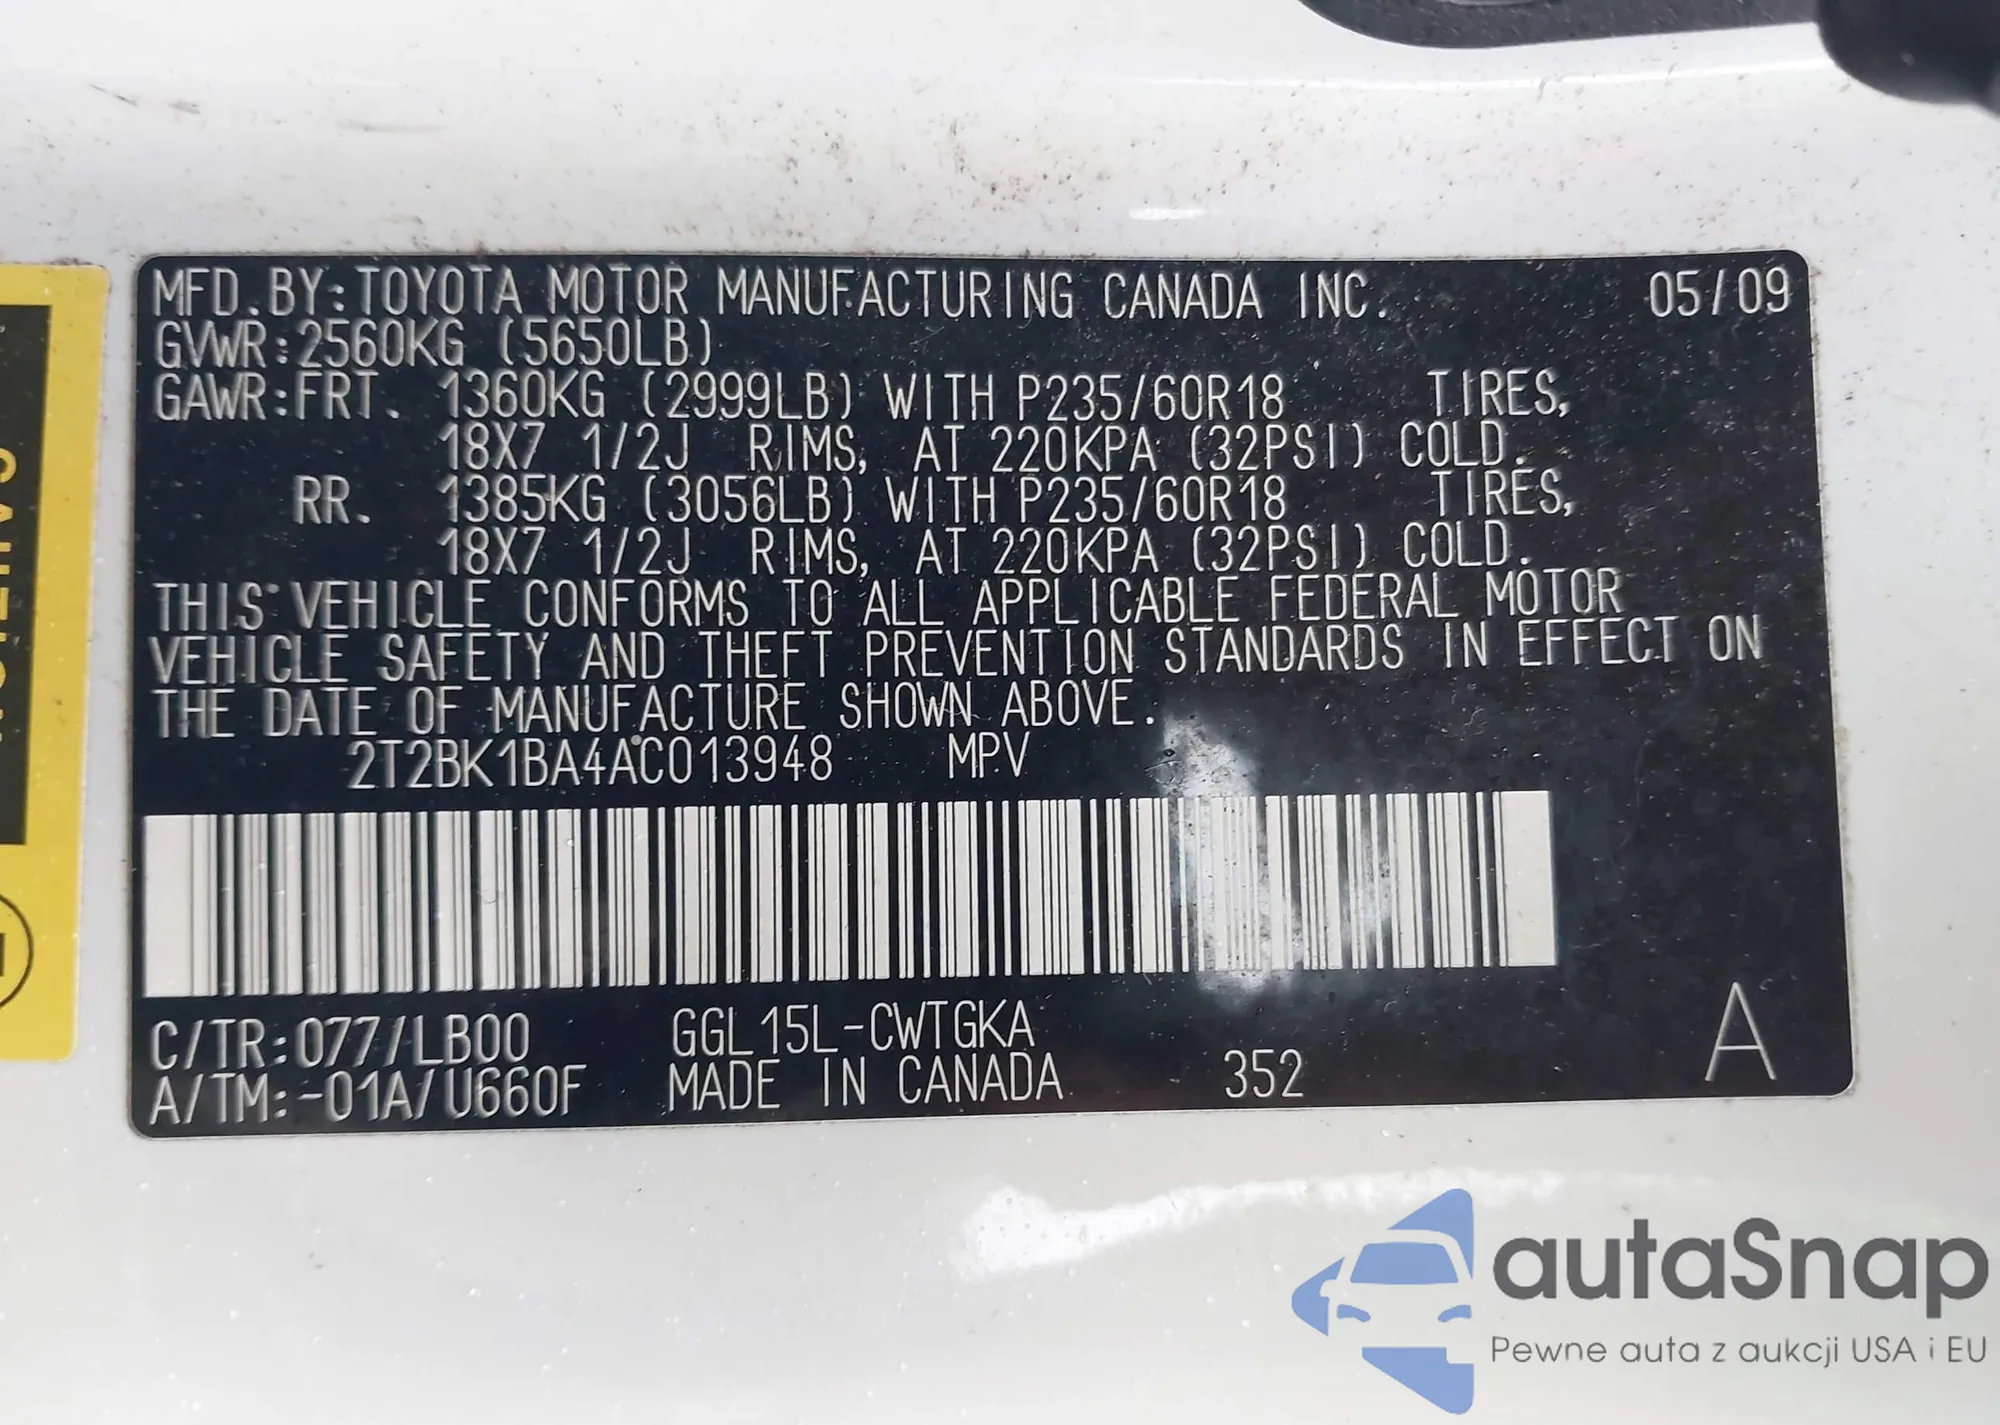 MFD.BY:TOYOTA MOTOR MANUFACTURING CANADA INC. 05/09
GVWR:2560KG (5650LB)
GAWR:FRT. 1360KG (2999LB) WITH P235/60R18 TIRES,
18X7 1/2J RIMS, AT 220KPA (32PSI) COLD.
RR. 1385KG (3056LB) WITH P235/60R18 TIRES,
18X7 1/2J RIMS, AT 220KPA (32PSI) COLD.
THIS VEHICLE CONFORMS TO ALL APPLICABLE FEDERAL MOTOR
VEHICLE SAFETY AND THEFT PREVENTION STANDARDS IN EFFECT ON
THE DATE OF MANUFACTURE SHOWN ABOVE.
2T2BK1BA4AC013948 MPV
C/TR:077/LB00 GGL15L-CWTGKA
A/TM:-01A/U660F MADE IN CANADA 352 A
autoSnap
Pewne auta z aukcji USA i EU